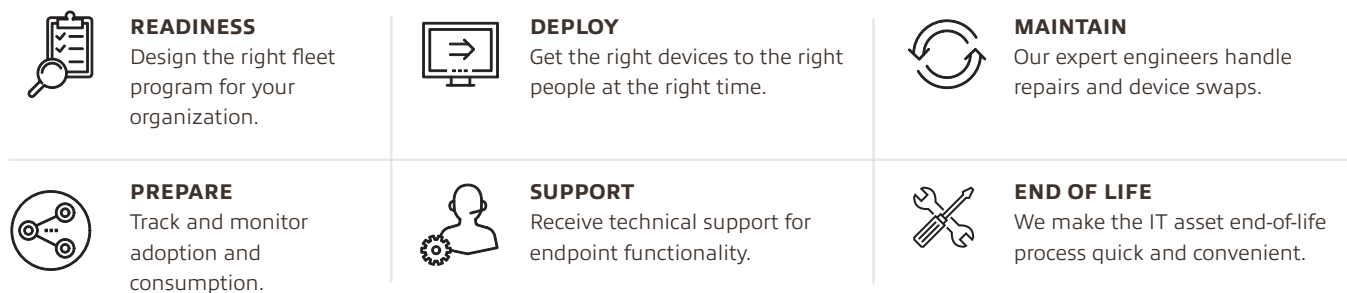 READINESS
Design the right fleet
program for your
organization.
DEPLOY
Get the right devices to the right
people at the right time.
MAINTAIN
Our expert engineers handle
repairs and device swaps.
PREPARE
Track and monitor
adoption and
consumption.
SUPPORT
Receive technical support for
endpoint functionality.
END OF LIFE
We make the IT asset end-of-life
process quick and convenient.